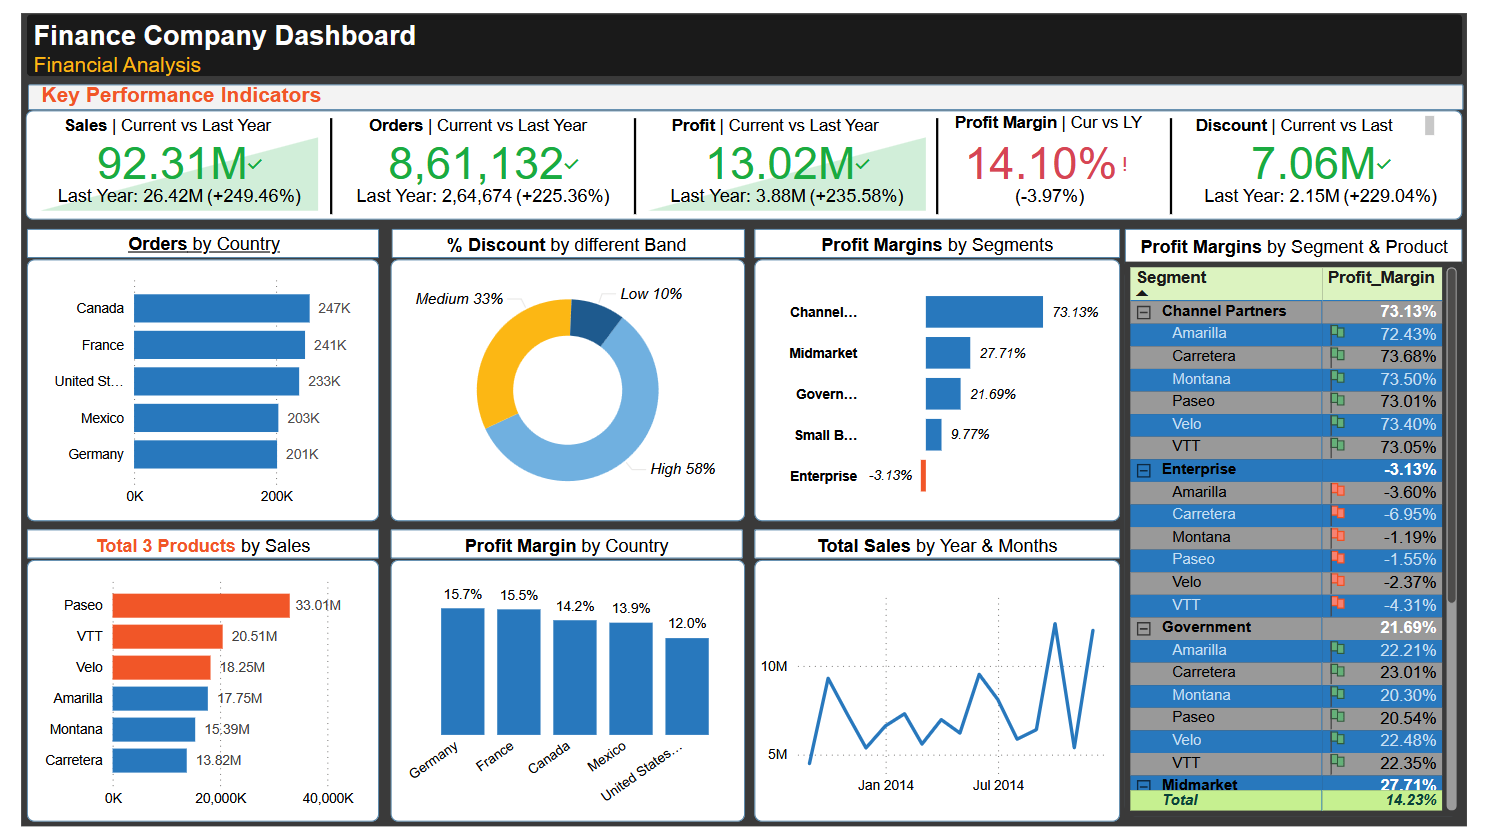 Finance Company Dashboard
Financial Analysis
Key Performance Indicators
Sales | Current vs Last Year
92.31M
Last Year: 26.42M (+249.46%)
Orders | Current vs Last Year
8,61,132
Last Year: 2,64,674 (+225.36%)
Profit | Current vs Last Year
13.02M
Last Year: 3.88M (+235.58%)
Profit Margin | Cur vs LY
14.10% !
(-3.97%)
Discount | Current vs Last
7.06M
Last Year: 2.15M (+229.04%)
Orders by Country
Canada 247K
France 241K
United St... 233K
Mexico 203K
Germany 201K
0K 200K
% Discount by different Band
Medium 33%
Low 10%
High 58%
Profit Margins by Segments
Channel... 73.13%
Midmarket 27.71%
Govern... 21.69%
Small B... 9.77%
Enterprise -3.13%
Profit Margins by Segment & Product
Segment Profit_Margin
Channel Partners 73.13%
Amarilla 72.43%
Carretera 73.68%
Montana 73.50%
Paseo 73.01%
Velo 73.40%
VTT 73.05%
Enterprise -3.13%
Amarilla -3.60%
Carretera -6.95%
Montana -1.19%
Paseo -1.55%
Velo -2.37%
VTT -4.31%
Government 21.69%
Amarilla 22.21%
Carretera 23.01%
Montana 20.30%
Paseo 20.54%
Velo 22.48%
VTT 22.35%
Midmarket 27.71%
Total 14.23%
Total 3 Products by Sales
Paseo 33.01M
VTT 20.51M
Velo 18.25M
Amarilla 17.75M
Montana 15.39M
Carretera 13.82M
0K 20,000K 40,000K
Profit Margin by Country
15.7% 15.5% 14.2% 13.9% 12.0%
Germany France Canada Mexico United States...
Total Sales by Year & Months
10M
5M
Jan 2014 Jul 2014